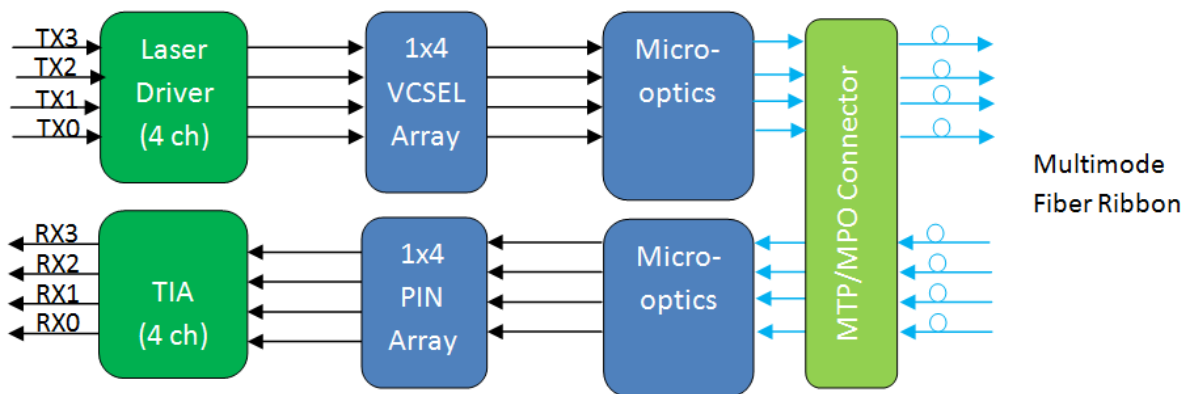 TX3
TX2
TX1
TX0
Laser
Driver
(4 ch)
1x4
VCSEL
Array
Micro-
optics
MTP/MPO Connector
Multimode
Fiber Ribbon
RX3
RX2
RX1
RX0
TIA
(4 ch)
1x4
PIN
Array
Micro-
optics